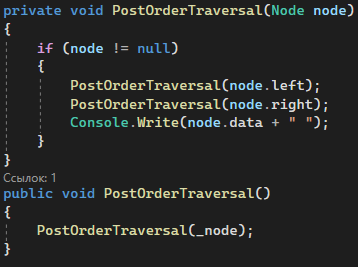 private void PostOrderTraversal(Node node)
{
    if (node != null)
    {
        PostOrderTraversal(node.left);
        PostOrderTraversal(node.right);
        Console.Write(node.data + " ");
    }
}
Ссылок: 1
public void PostOrderTraversal()
{
    PostOrderTraversal(_node);
}